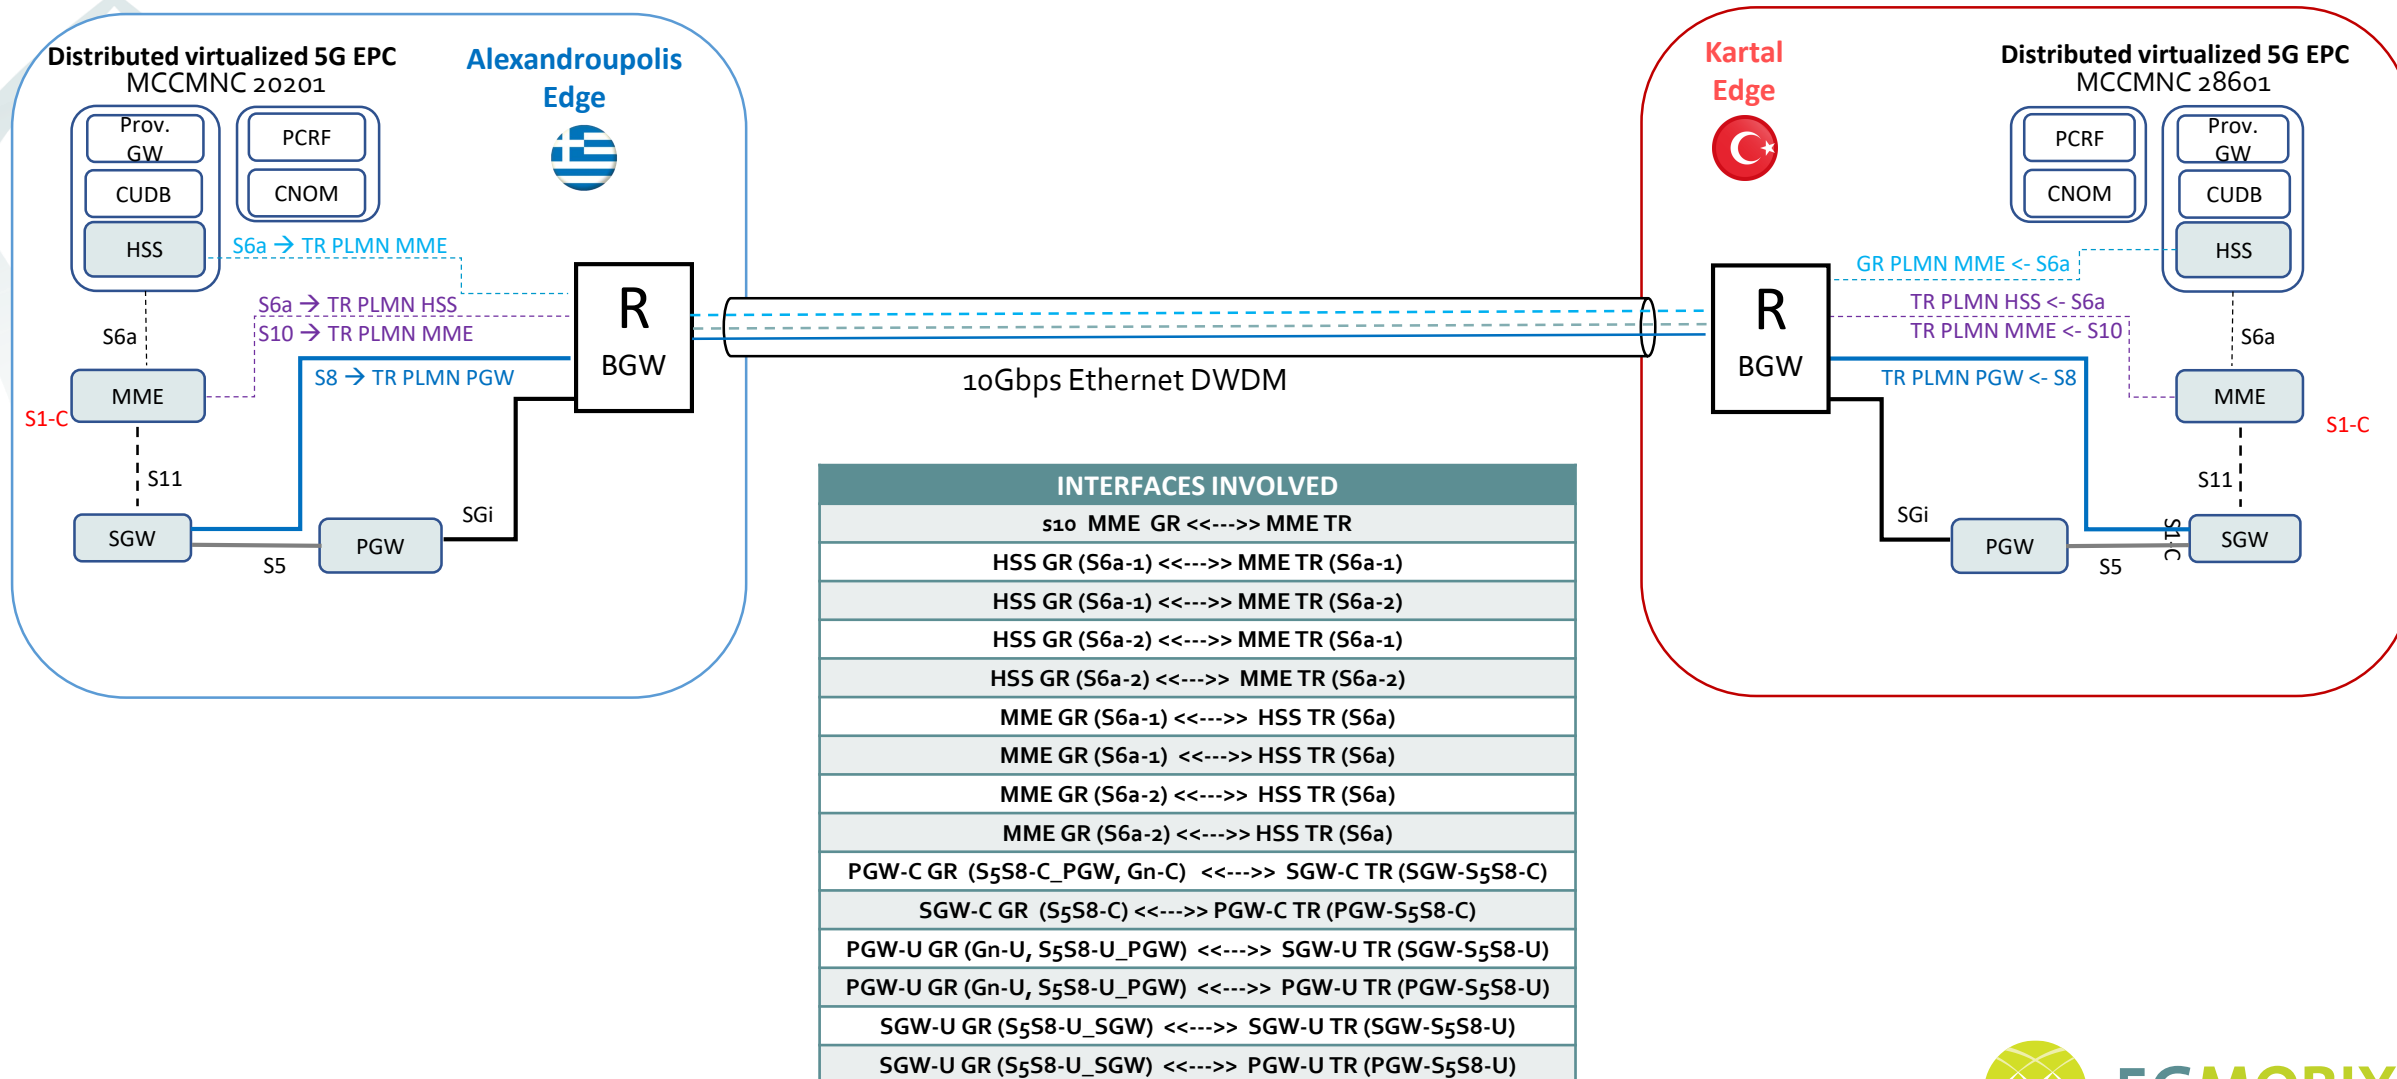 Distributed virtualized 5G EPC
MCCMNC 20201
Prov.
GW
CUDB
HSS
PCRF
CNOM
Alexandroupolis
Edge
S6a → TR PLMN MME
S6a → TR PLMN HSS
S10 → TR PLMN MME
S6a
MME
S8 → TR PLMN PGW
S1-C
S11
SGW
S5
PGW
SGi
R
BGW
10Gbps Ethernet DWDM
Kartal
Edge
Distributed virtualized 5G EPC
MCCMNC 28601
PCRF
CNOM
Prov.
GW
CUDB
HSS
GR PLMN MME <- S6a
TR PLMN HSS <- S6a
TR PLMN MME <- S10
S6a
R
BGW
TR PLMN PGW <- S8
MME
S1-C
S11
SGi
PGW
S5
S1-C
SGW
INTERFACES INVOLVED
s10 MME GR <<--->> MME TR
HSS GR (S6a-1) <<--->> MME TR (S6a-1)
HSS GR (S6a-1) <<--->> MME TR (S6a-2)
HSS GR (S6a-2) <<--->> MME TR (S6a-1)
HSS GR (S6a-2) <<--->> MME TR (S6a-2)
MME GR (S6a-1) <<--->> HSS TR (S6a)
MME GR (S6a-1) <<--->> HSS TR (S6a)
MME GR (S6a-2) <<--->> HSS TR (S6a)
MME GR (S6a-2) <<--->> HSS TR (S6a)
PGW-C GR (S5S8-C_PGW, Gn-C) <<--->> SGW-C TR (SGW-S5S8-C)
SGW-C GR (S5S8-C) <<--->> PGW-C TR (PGW-S5S8-C)
PGW-U GR (Gn-U, S5S8-U_PGW) <<--->> SGW-U TR (SGW-S5S8-U)
PGW-U GR (Gn-U, S5S8-U_PGW) <<--->> PGW-U TR (PGW-S5S8-U)
SGW-U GR (S5S8-U_SGW) <<--->> SGW-U TR (SGW-S5S8-U)
SGW-U GR (S5S8-U_SGW) <<--->> PGW-U TR (PGW-S5S8-U)